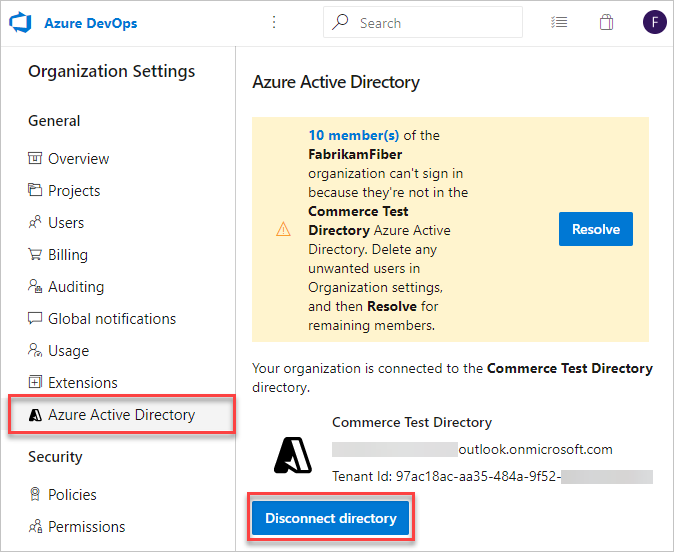 Azure DevOps
Search
F
Organization Settings
General
Overview
Projects
Users
Billing
Auditing
Global notifications
Usage
Extensions
Azure Active Directory
Security
Policies
Permissions
Azure Active Directory
10 member(s) of the
FabrikamFiber
organization can't sign in
because they're not in the
Commerce Test
Directory Azure Active
Directory. Delete any
unwanted users in
Organization settings,
and then Resolve for
remaining members.
Resolve
Your organization is connected to the Commerce Test Directory
directory.
Commerce Test Directory
outlook.onmicrosoft.com
Tenant Id: 97ac18ac-aa35-484a-9f52-
Disconnect directory